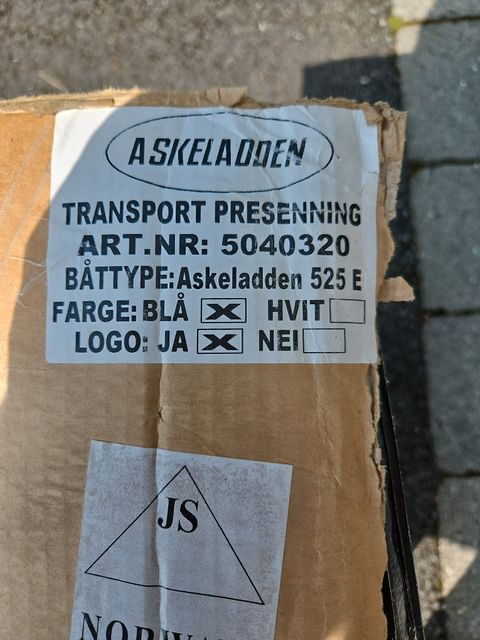 ASKELADDEN
TRANSPORT PRESENNING
ART.NR: 5040320
BÅTTYPE: Askeladden 525 E
FARGE: BLÅ X HVIT
LOGO: JA X NEI
JS